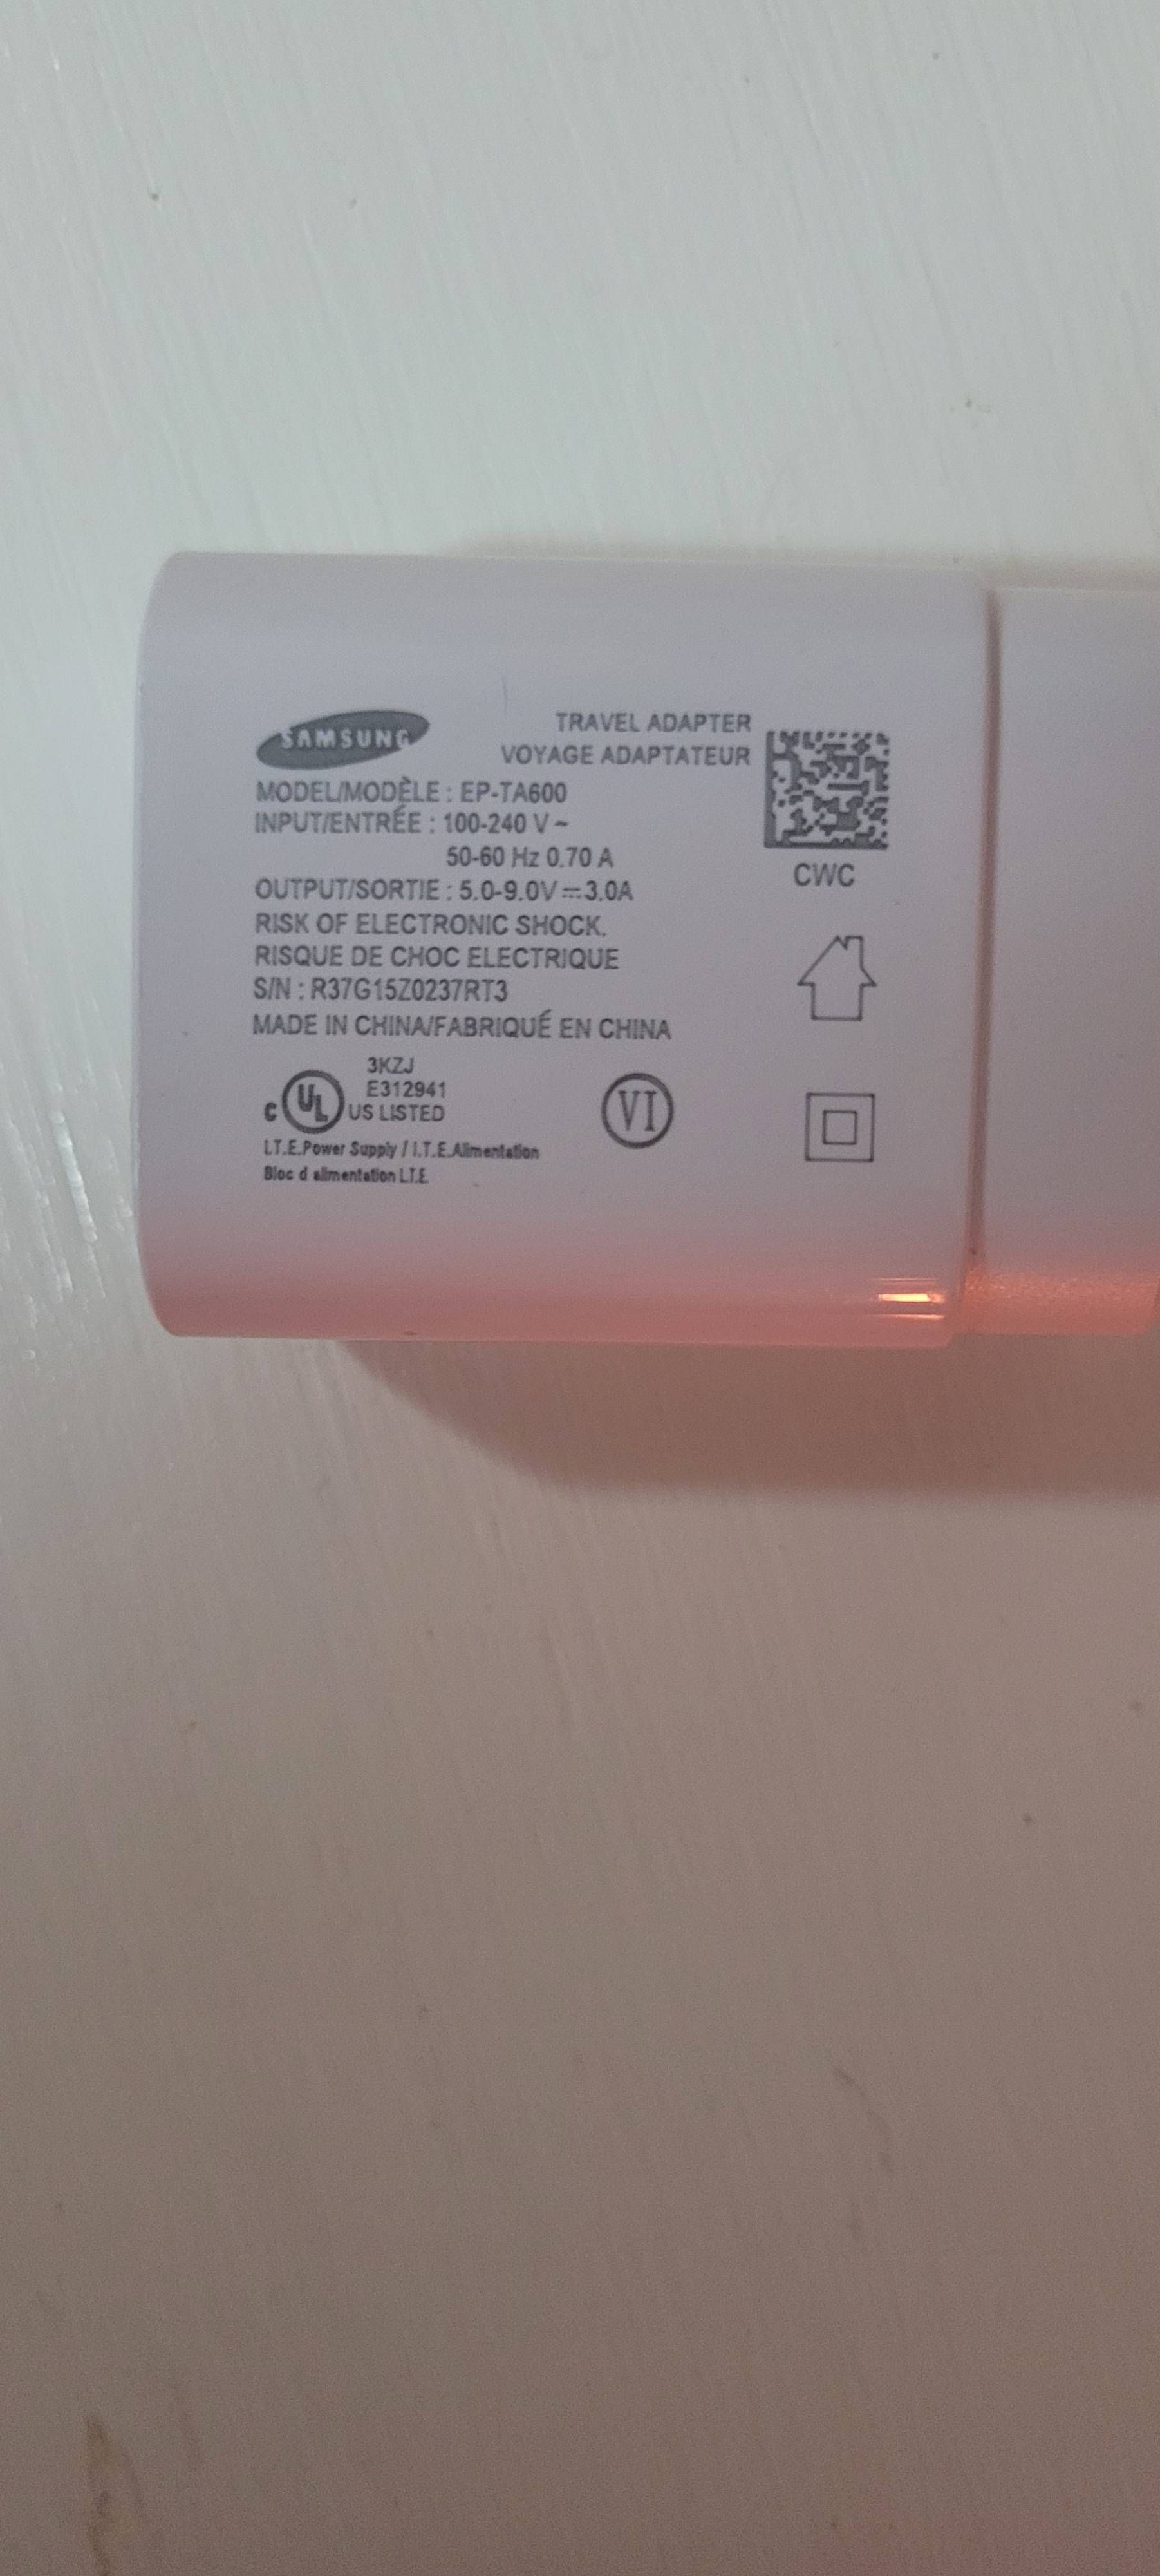 SAMSUNG
TRAVEL ADAPTER
VOYAGE ADAPTATEUR
MODEL/MODÈLE : EP-TA600
INPUT/ENTRÉE : 100-240 V ~
50-60 Hz 0.70 A
OUTPUT/SORTIE : 5.0-9.0V⎓3.0A
CWC
RISK OF ELECTRONIC SHOCK.
RISQUE DE CHOC ELECTRIQUE
S/N : R37G15Z0237RT3
MADE IN CHINA/FABRIQUÉ EN CHINA
3KZJ
E312941
C UL US LISTED
VI
I.T.E.Power Supply / I.T.E.Alimentation
Bloc d alimentation I.T.E.